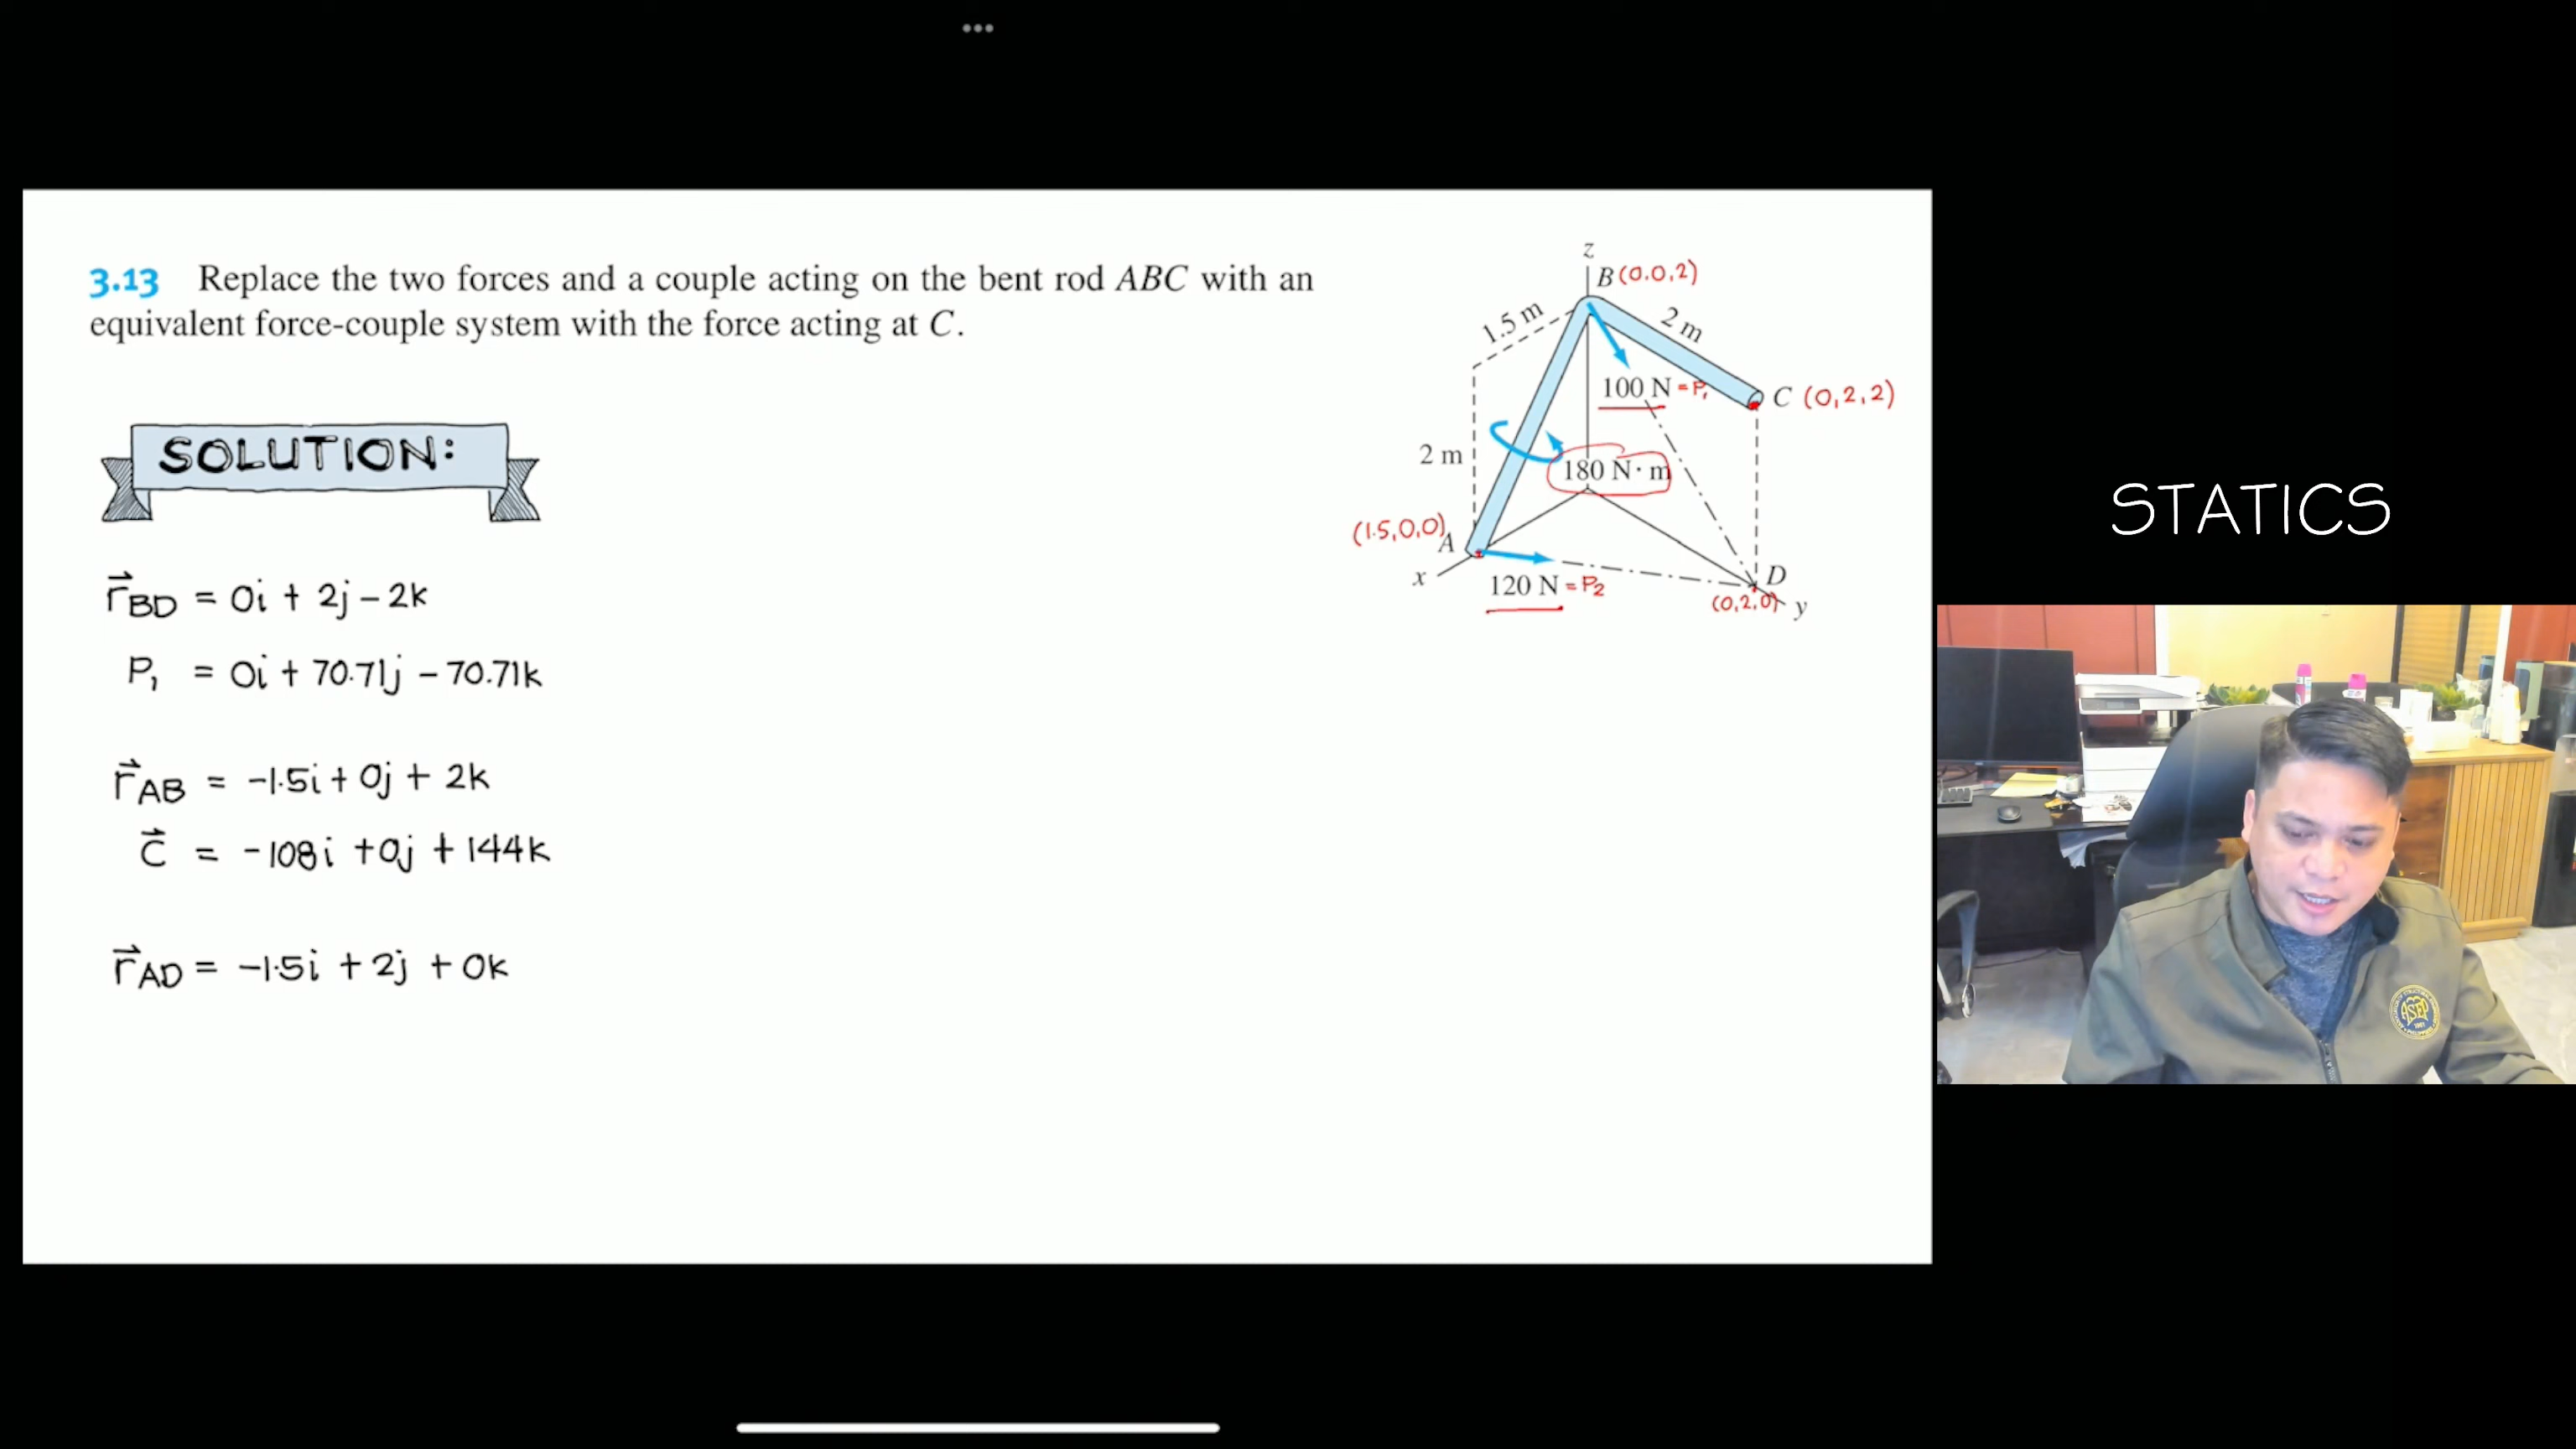 3.13 Replace the two forces and a couple acting on the bent rod ABC with an
equivalent force-couple system with the force acting at C.
SOLUTION:
r⃗BD = 0i + 2j - 2k
P₁ = 0i + 70.71j - 70.71k
r⃗AB = -1.5i + 0j + 2k
C⃗ = -108i + 0j + 144k
r⃗AD = -1.5i + 2j + 0k
z
B (0,0,2)
1.5 m
2 m
100 N = P₁
C (0,2,2)
2 m
180 N·m
(1.5,0,0)
A
x
120 N = P₂
D
(0,2,0)
y
STATICS
ASEP